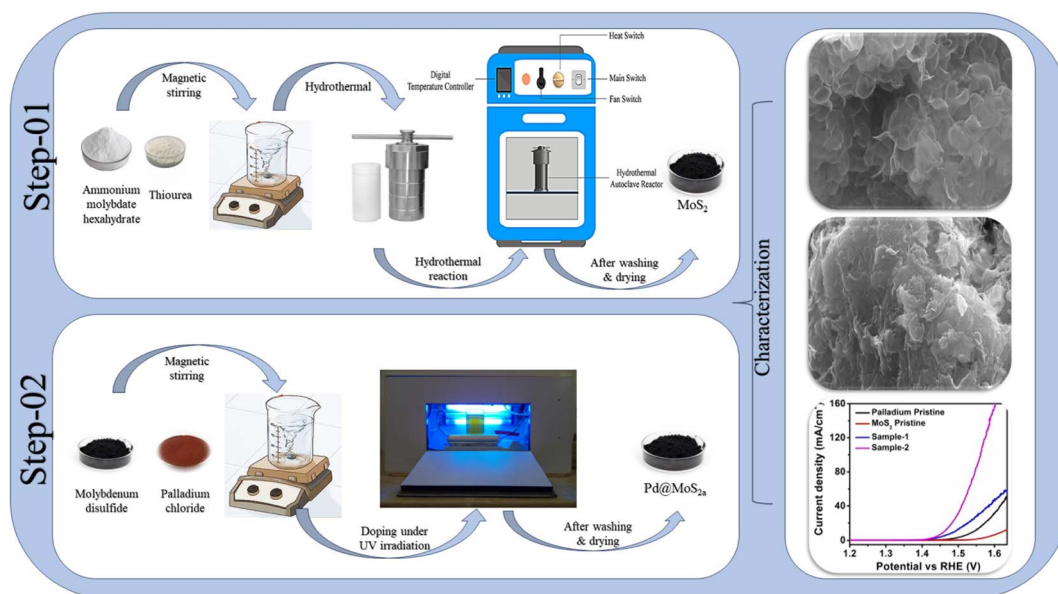 Step-01
Magnetic
stirring
Hydrothermal
Ammonium
molybdate
hexahydrate
Thiourea
Digital
Temperature Controller
Heat Switch
Main Switch
Fan Switch
Hydrothermal
Autoclave Reactor
MoS2
Hydrothermal
reaction
After washing
& drying
Step-02
Magnetic
stirring
Molybdenum
disulfide
Palladium
chloride
Doping under
UV irradiation
After washing
& drying
Pd@MoS2a
Characterization
Current density (mA/cm2)
160
120
80
40
0
Palladium Pristine
MoS2 Pristine
Sample-1
Sample-2
1.2 1.3 1.4 1.5 1.6
Potential vs RHE (V)